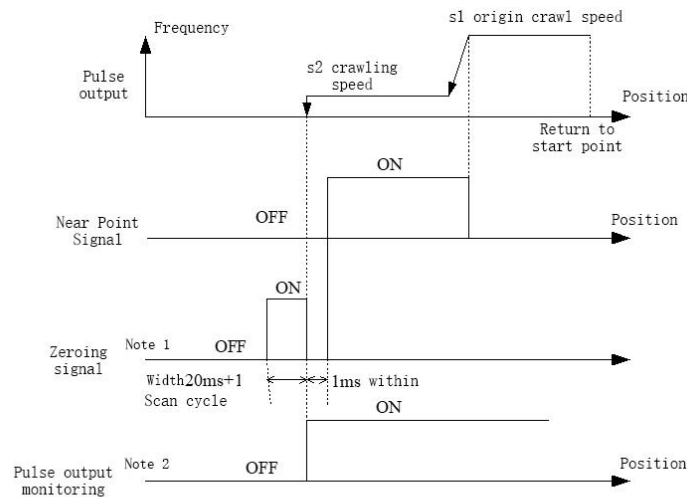 s1 origin crawl speed
Frequency
s2 crawling
speed
Pulse
output
Position
Return to
start point
ON
Near Point
Signal
OFF
Position
ON
Zeroing
signal
Note 1
OFF
Width20ms+1
Scan cycle
1ms within
ON
Pulse output
monitoring
Note 2
OFF
Position